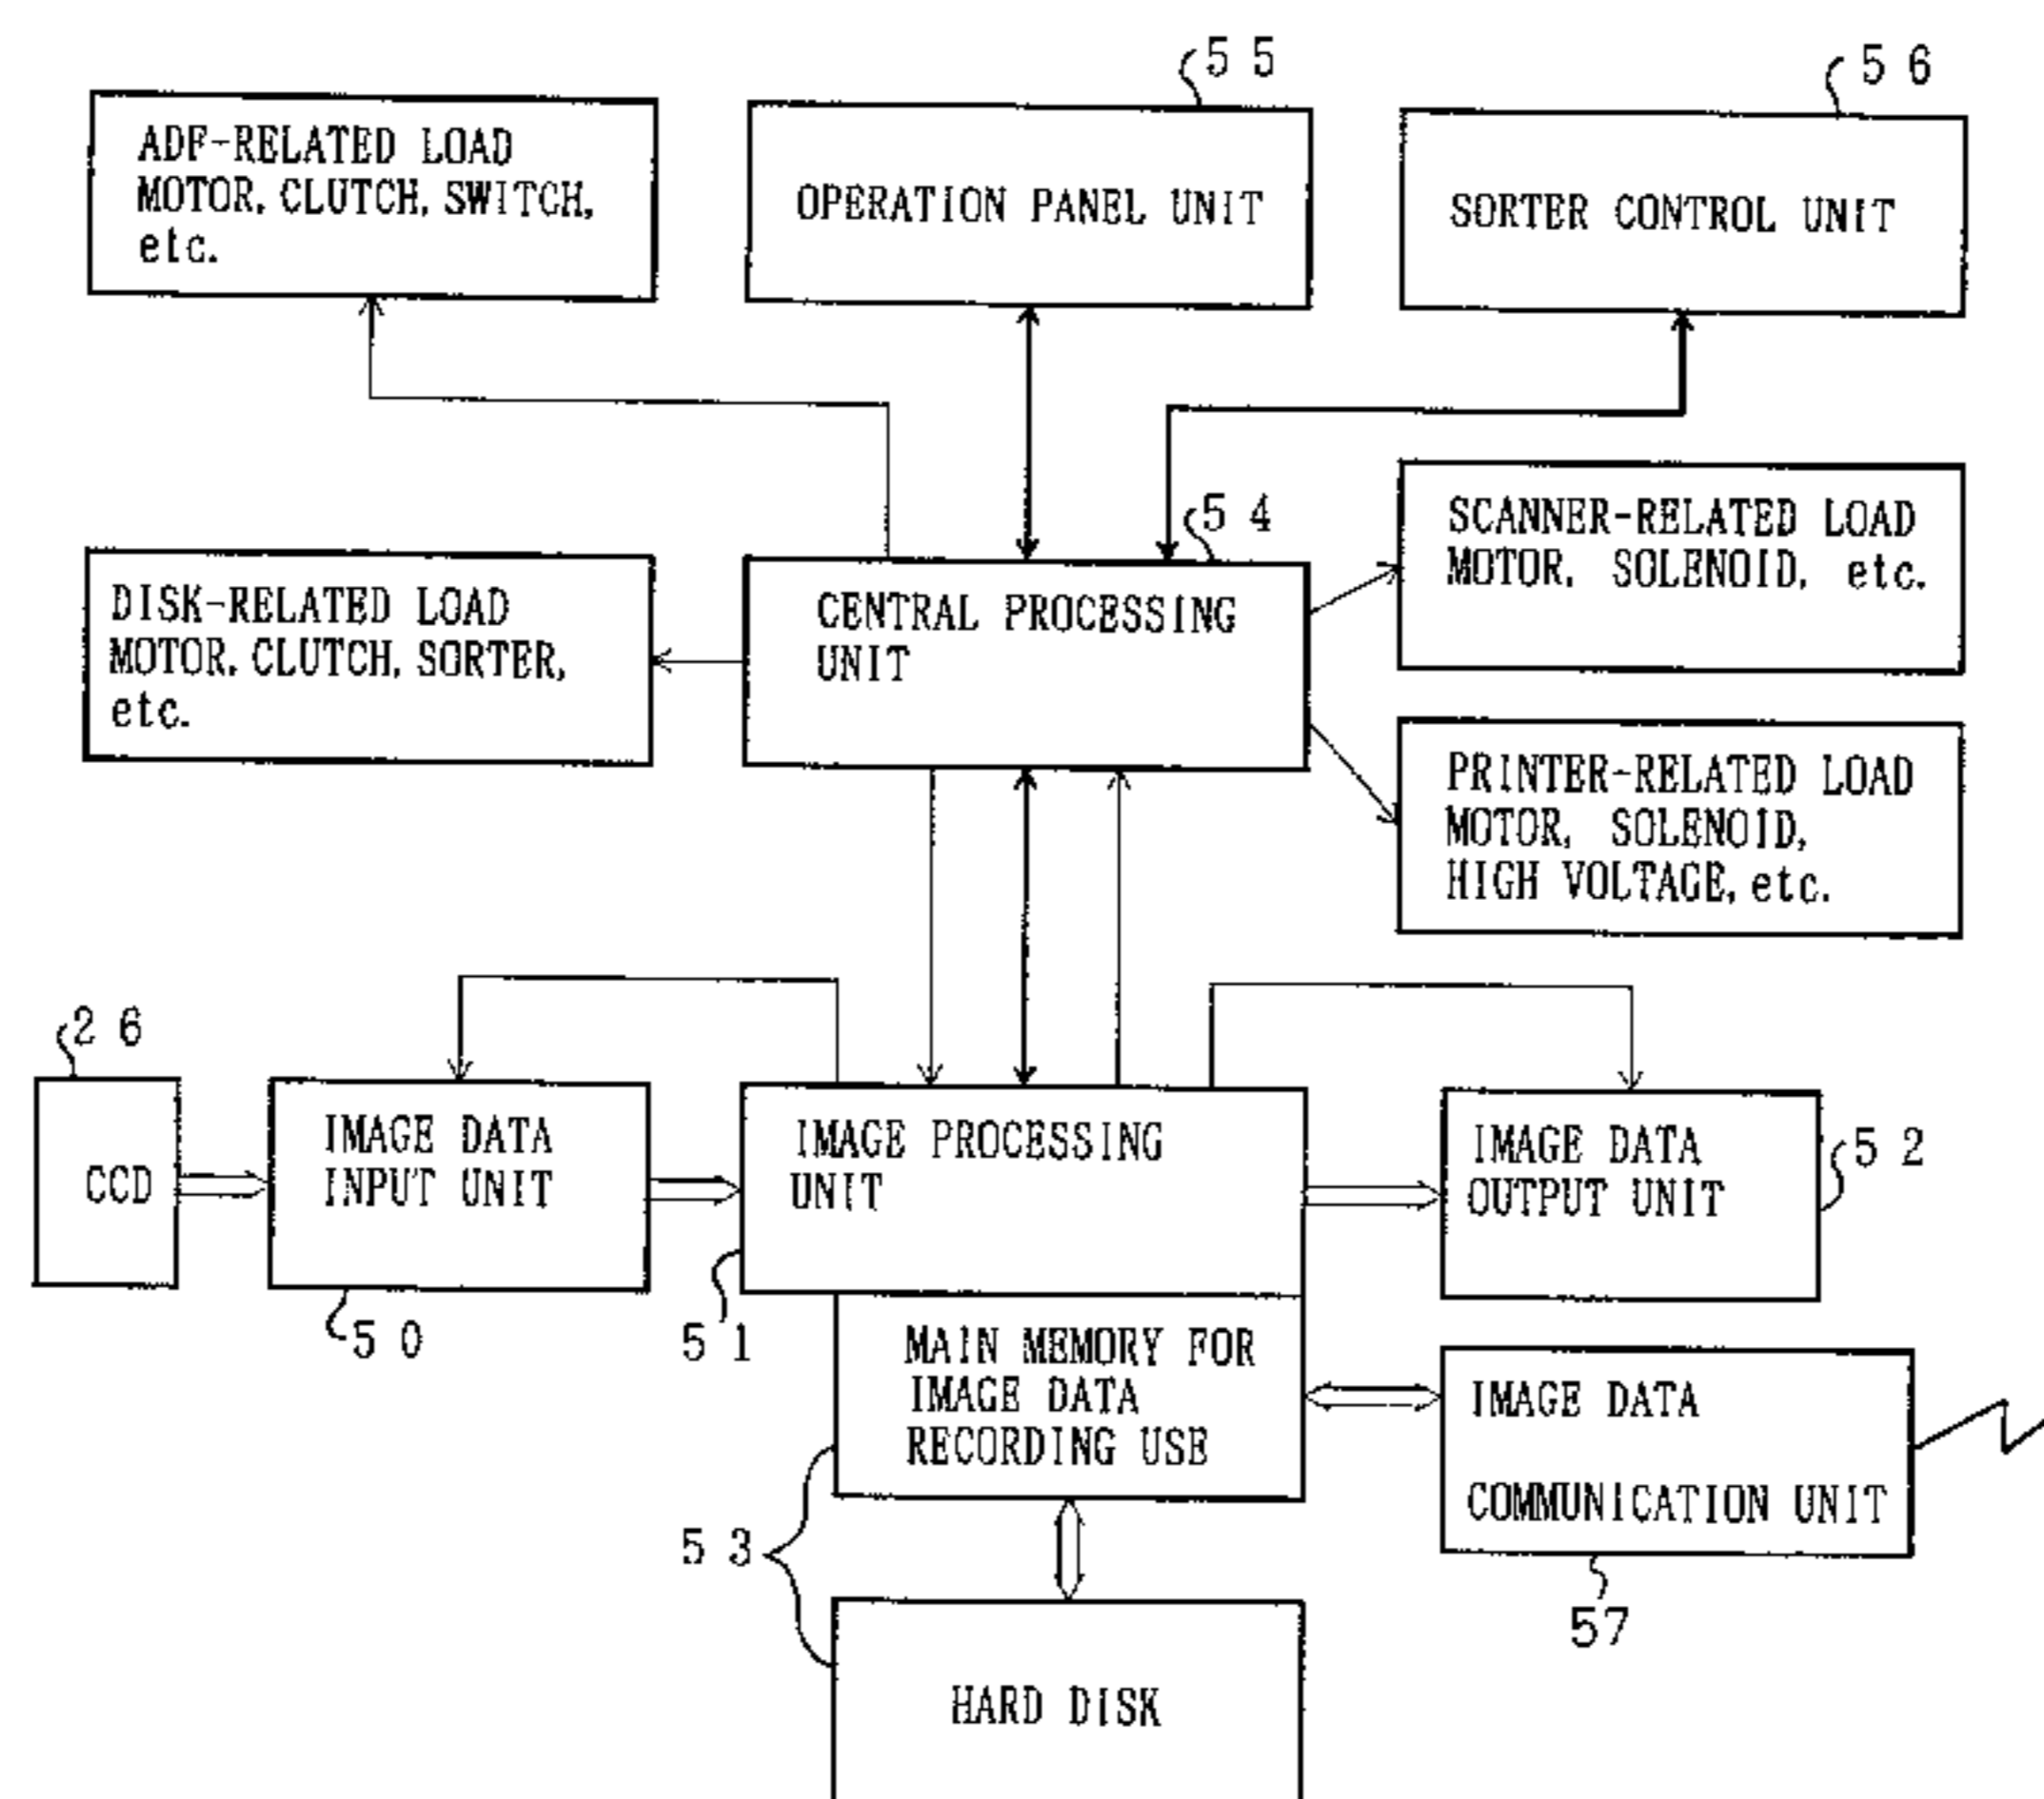 55
56
ADF-RELATED LOAD
MOTOR, CLUTCH, SWITCH,
etc.
OPERATION PANEL UNIT
SORTER CONTROL UNIT
54
DISK-RELATED LOAD
MOTOR, CLUTCH, SORTER,
etc.
CENTRAL PROCESSING
UNIT
SCANNER-RELATED LOAD
MOTOR, SOLENOID, etc.
PRINTER-RELATED LOAD
MOTOR, SOLENOID,
HIGH VOLTAGE, etc.
26
CCD
IMAGE DATA
INPUT UNIT
50
IMAGE PROCESSING
UNIT
51
IMAGE DATA
OUTPUT UNIT
52
MAIN MEMORY FOR
IMAGE DATA
RECORDING USE
53
IMAGE DATA
COMMUNICATION UNIT
57
HARD DISK